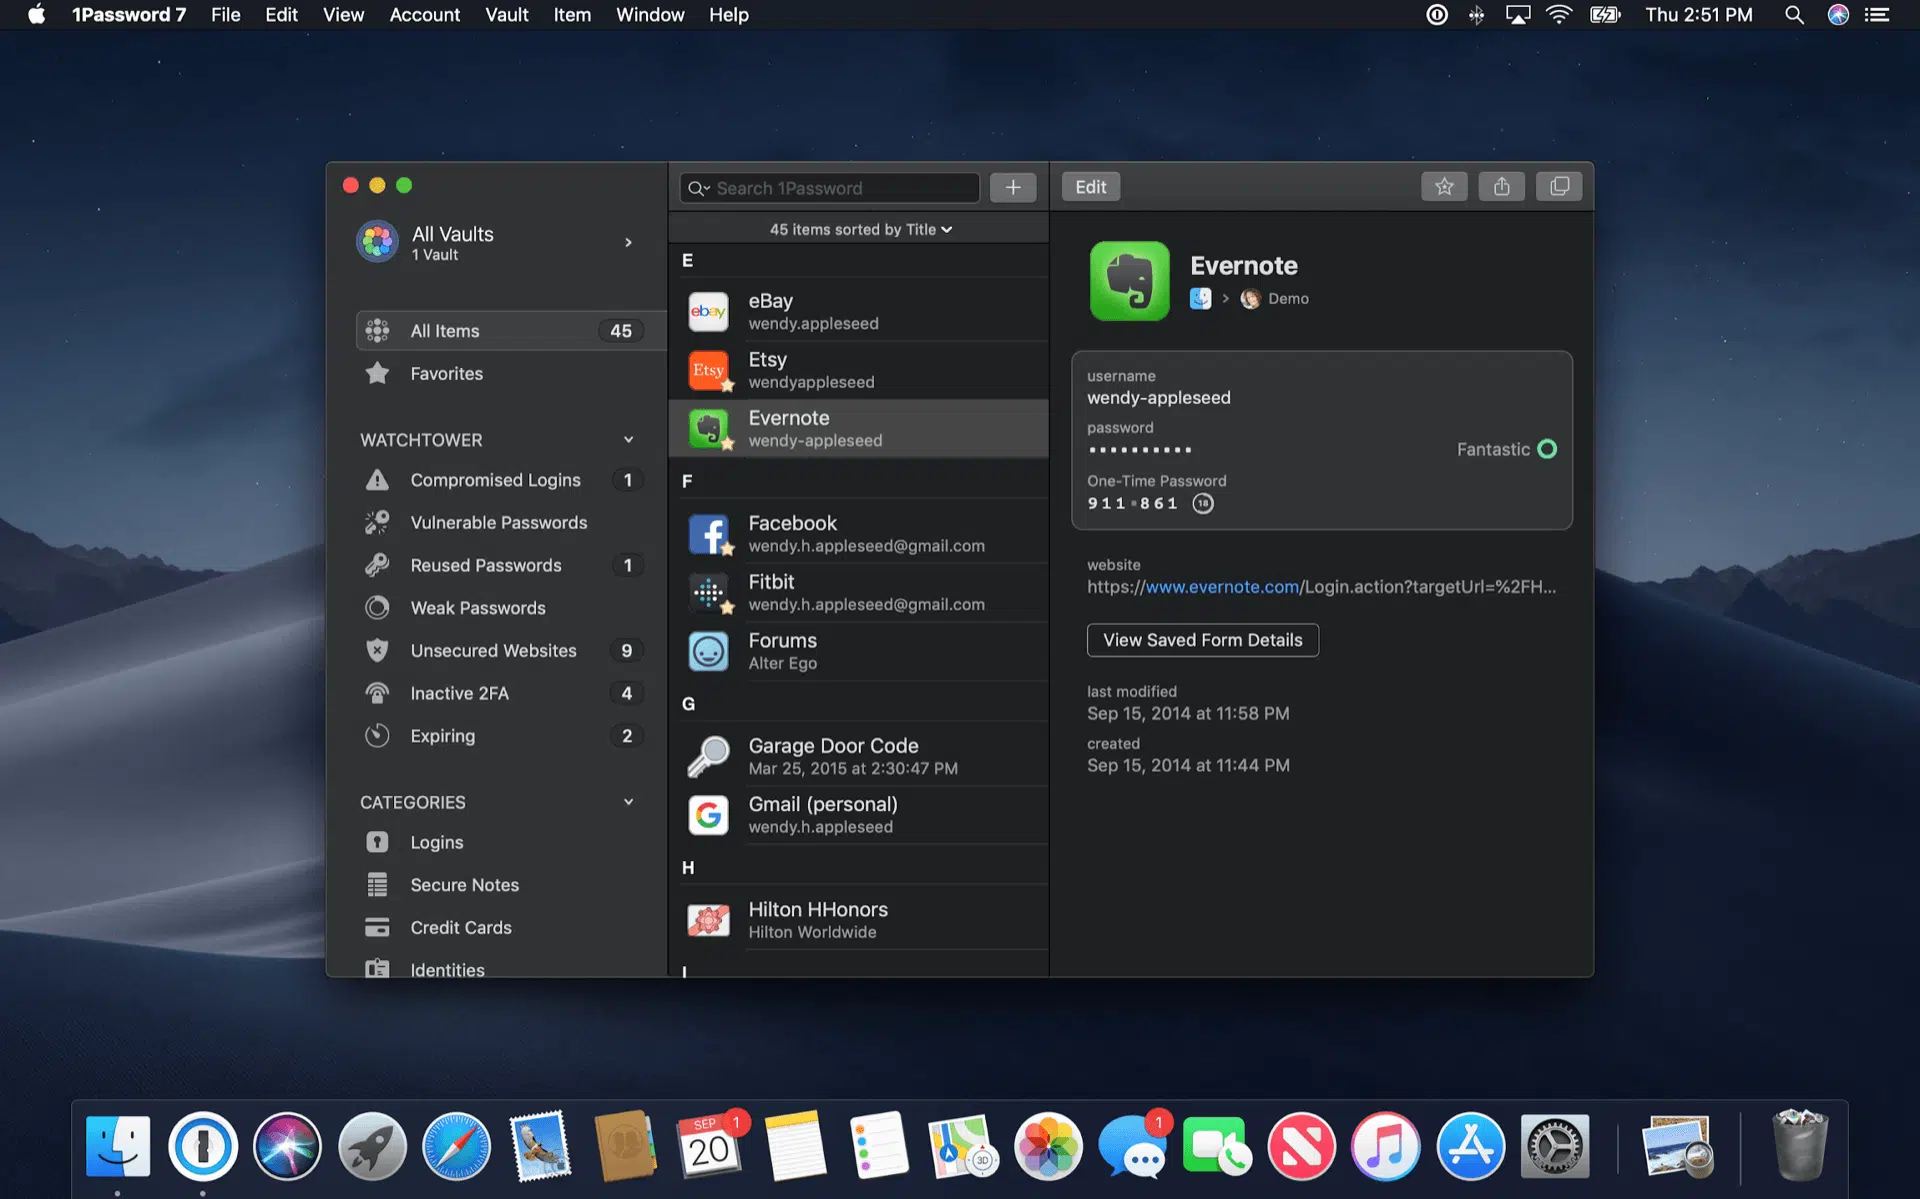 1Password 7 File Edit View Account Vault Item Window Help
Thu 2:51 PM
All Vaults
1 Vault
All Items 45
Favorites
WATCHTOWER
Compromised Logins 1
Vulnerable Passwords
Reused Passwords 1
Weak Passwords
Unsecured Websites 9
Inactive 2FA 4
Expiring 2
CATEGORIES
Logins
Secure Notes
Credit Cards
Identities
Search 1Password
45 items sorted by Title
E
ebay
eBay
wendy.appleseed
Etsy
Etsy
wendyappleseed
Evernote
wendy-appleseed
F
Facebook
wendy.h.appleseed@gmail.com
Fitbit
wendy.h.appleseed@gmail.com
Forums
Alter Ego
G
Garage Door Code
Mar 25, 2015 at 2:30:47 PM
Gmail (personal)
wendy.h.appleseed
H
Hilton HHonors
Hilton Worldwide
I
Edit
Evernote
Demo
username
wendy-appleseed
password
•••••••••• Fantastic
One-Time Password
911•861 18
website
https://www.evernote.com/Login.action?targetUrl=%2FH...
View Saved Form Details
last modified
Sep 15, 2014 at 11:58 PM
created
Sep 15, 2014 at 11:44 PM
SEP
20
1
3D
1